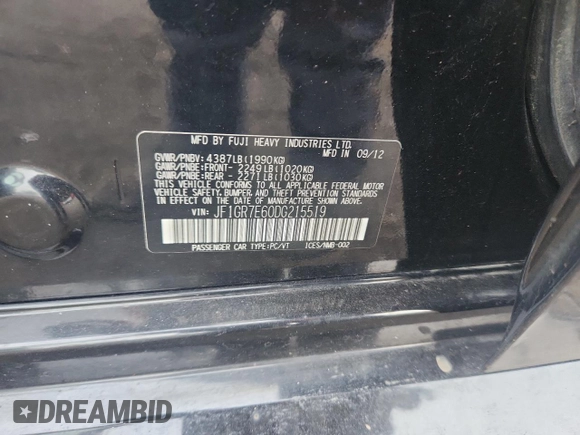 MFD BY FUJI HEAVY INDUSTRIES LTD.
MFD IN 09/12
GVWR/PNBV: 4387LB(1990KG)
GAWR/PNBE:FRONT- 2249LB(1020KG)
GAWR/PNBE:REAR - 2271LB(1030KG)
THIS VEHICLE CONFORMS TO ALL APPLICABLE FEDERAL MOTOR
VEHICLE SAFETY, BUMPER, AND THEFT PREVENTION STANDARDS
IN EFFECT ON THE DATE OF MANUFACTURE SHOWN ABOVE.
VIN: JF1GR7E60DG215519
PASSENGER CAR TYPE:PC/VT ICES/NMB-002
DREAMBID